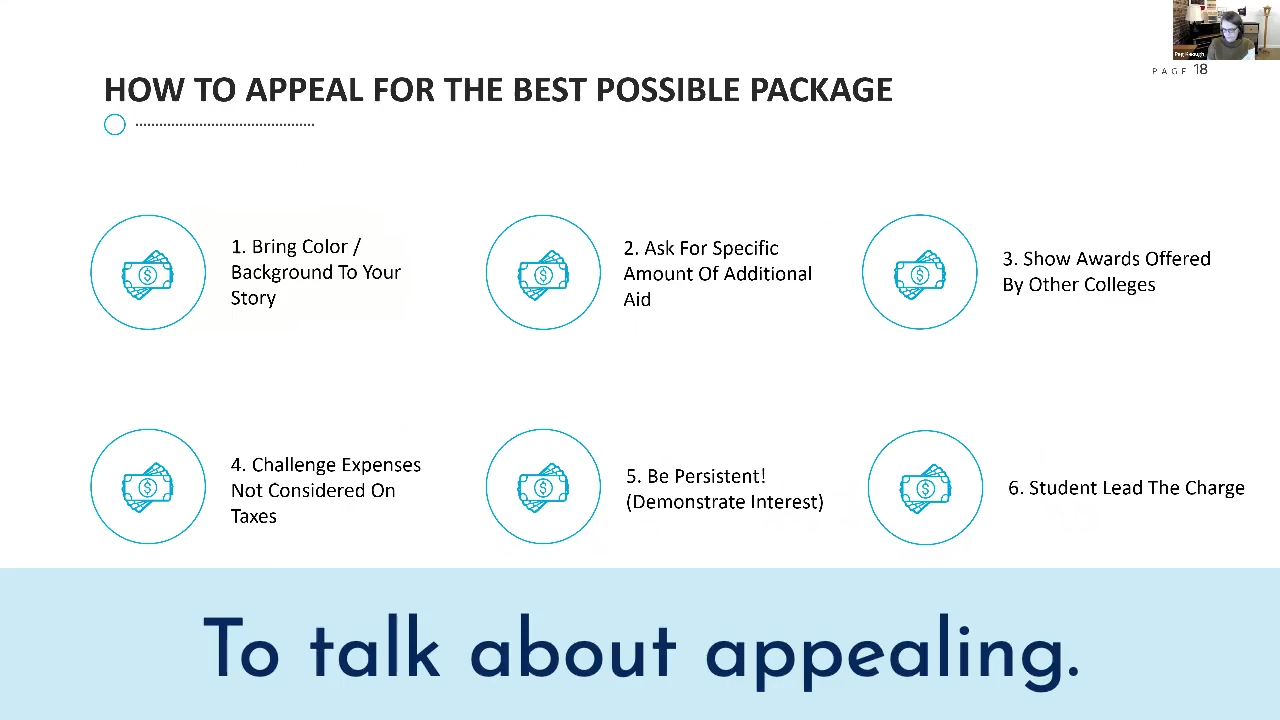 Peg Keough
PAGE 18
HOW TO APPEAL FOR THE BEST POSSIBLE PACKAGE
1. Bring Color /
Background To Your
Story
2. Ask For Specific
Amount Of Additional
Aid
3. Show Awards Offered
By Other Colleges
4. Challenge Expenses
Not Considered On
Taxes
5. Be Persistent!
(Demonstrate Interest)
6. Student Lead The Charge
To talk about appealing.